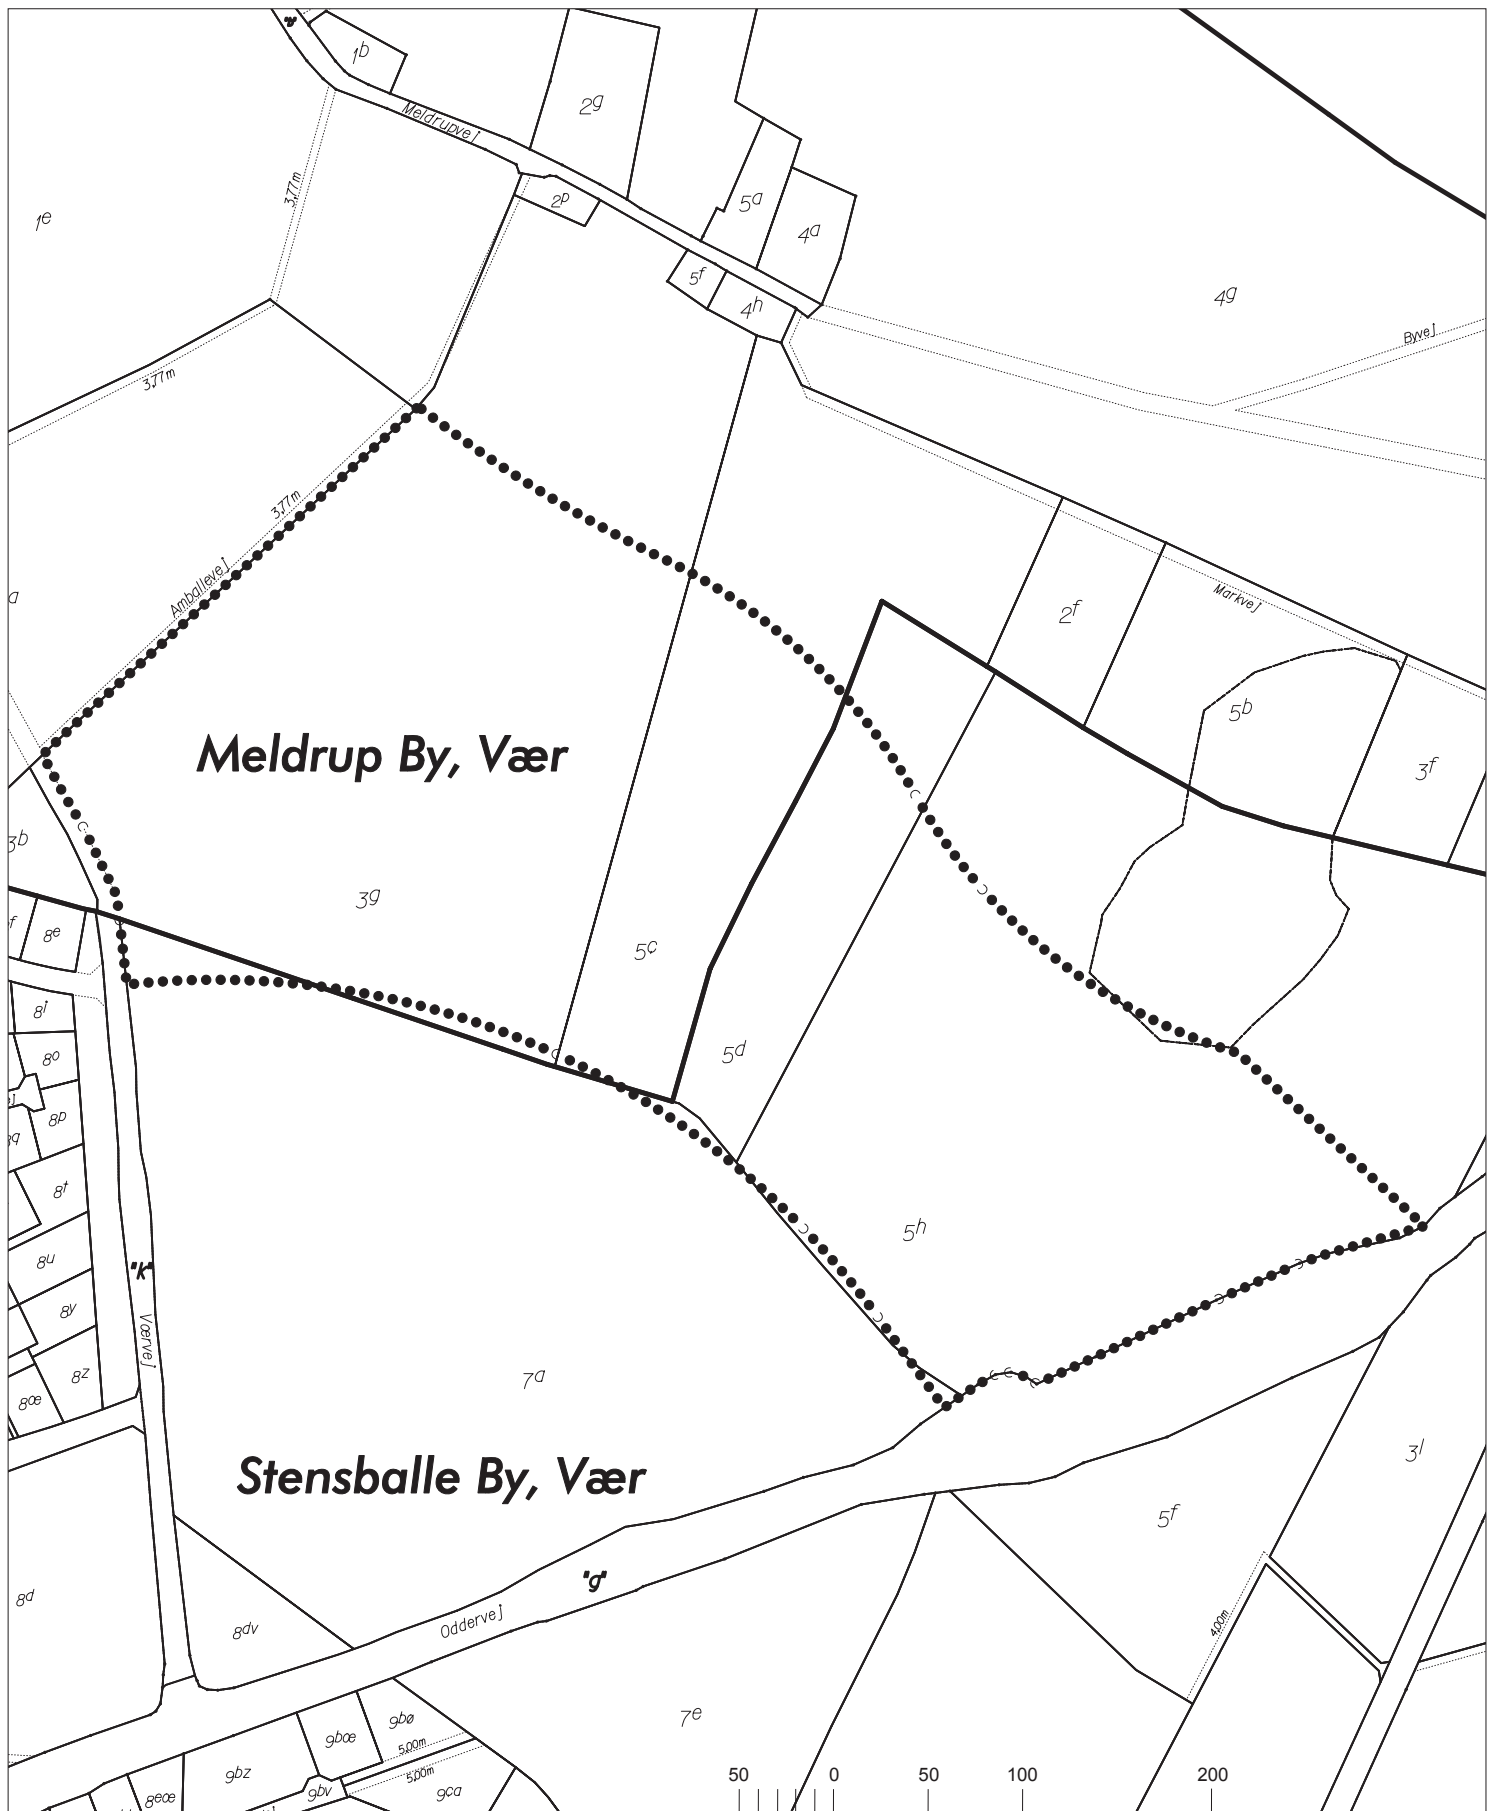 1b
2g
Meldrupvej
3,77m
2p
5a
1e
4a
5f
4h
4g
Byvej
3,77m
3,77m
Amballevej
a
2f
Markvej
5b
3f
Meldrup By, Vær
3b
3g
f
8e
5c
8i
5d
8o
8p
8t
5h
8u
"k"
8y
Værvej
8z
7a
8æ
3l
Stensballe By, Vær
5f
"g"
8d
Oddervej
4,00m
8dv
7e
9bø
9bæ
5,00m
9bz
5,00m
9bv
9ca
8eæ
50 0 50 100 200